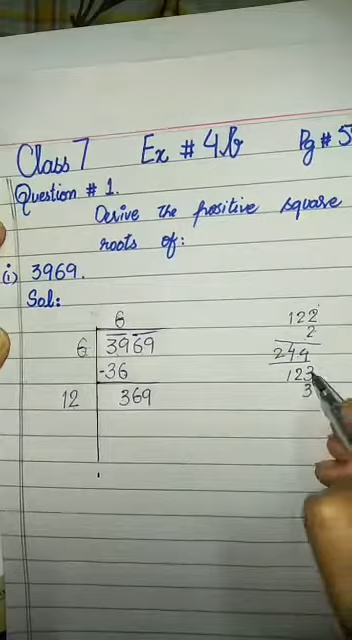 Class 7 Ex # 4b Pg # 5
Question # 1.
Derive the positive square
roots of:
i) 3969.
Sol:
6
6 3969
-36
12 369
122
2
249
123
3